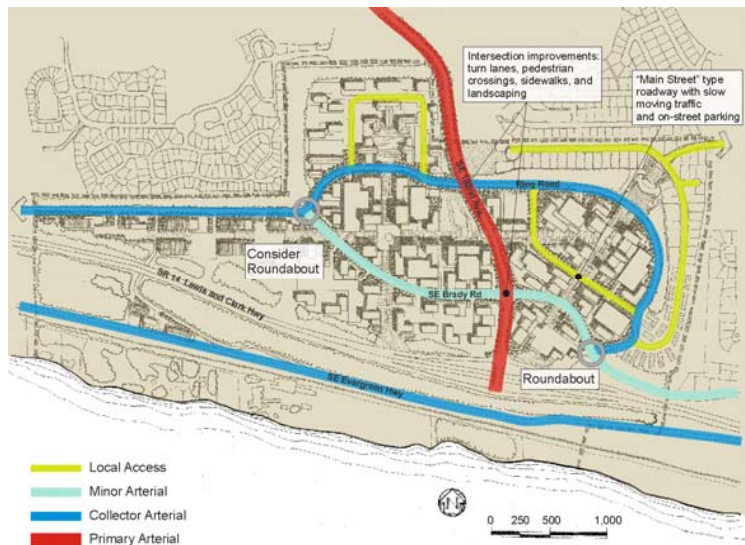 Intersection improvements:
turn lanes, pedestrian
crossings, sidewalks, and
landscaping
"Main Street" type
roadway with slow
moving traffic
and on-street parking
Ring Road
Consider
Roundabout
SE Brady Rd
SR 14 Lewis and Clark Hwy
Roundabout
SE Evergreen Hwy
Local Access
Minor Arterial
Collector Arterial
Primary Arterial
N
0 250 500 1,000